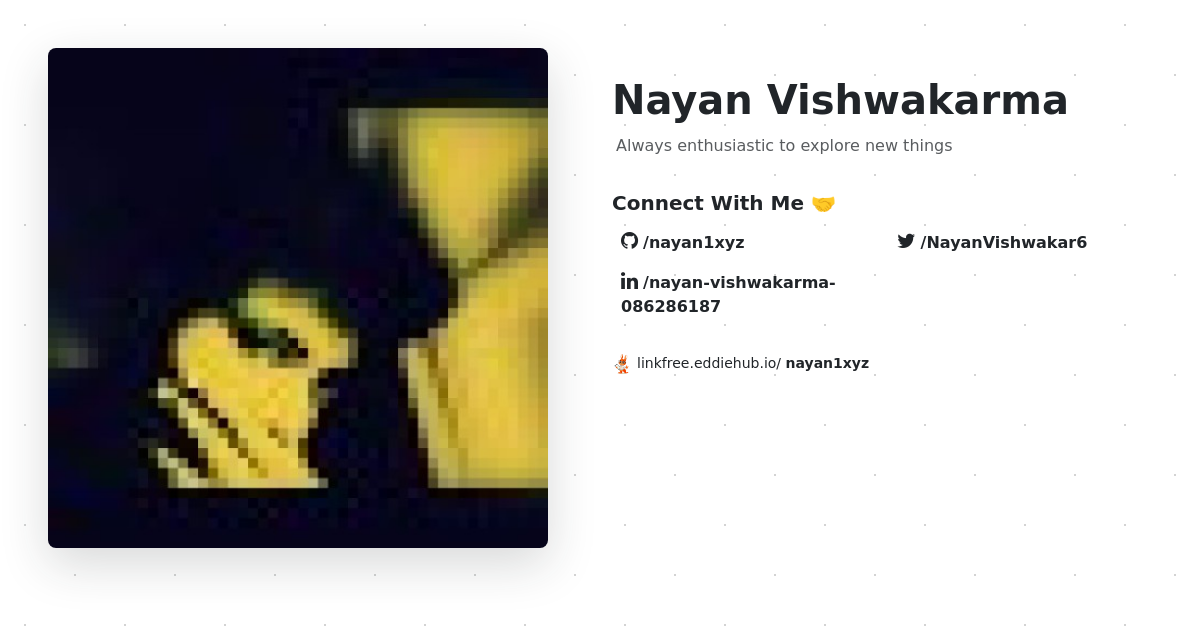 Nayan Vishwakarma
Always enthusiastic to explore new things
Connect With Me 🤝
/nayan1xyz
/NayanVishwakar6
/nayan-vishwakarma-
086286187
linkfree.eddiehub.io/ nayan1xyz